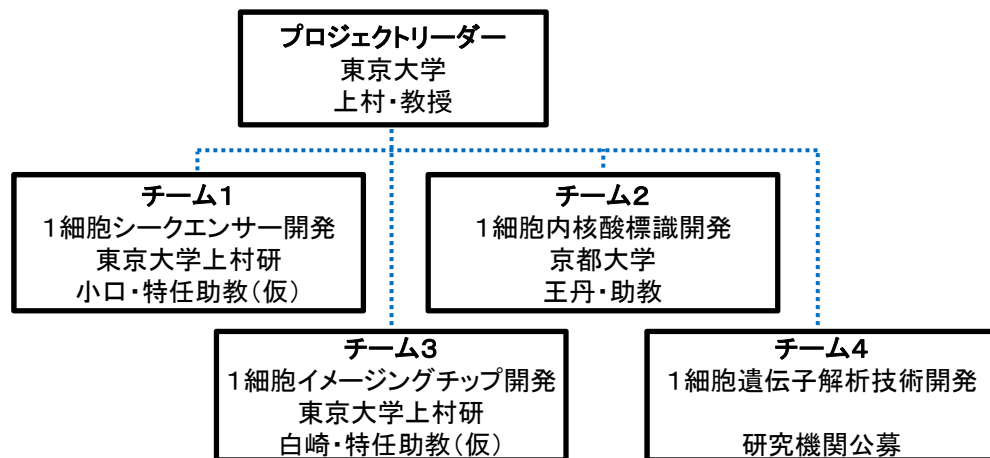 プロジェクトリーダー
東京大学
上村・教授
チーム1
1細胞シークエンサー開発
東京大学上村研
小口・特任助教(仮)
チーム2
1細胞内核酸標識開発
京都大学
王丹・助教
チーム3
1細胞イメージングチップ開発
東京大学上村研
白崎・特任助教(仮)
チーム4
1細胞遺伝子解析技術開発
研究機関公募